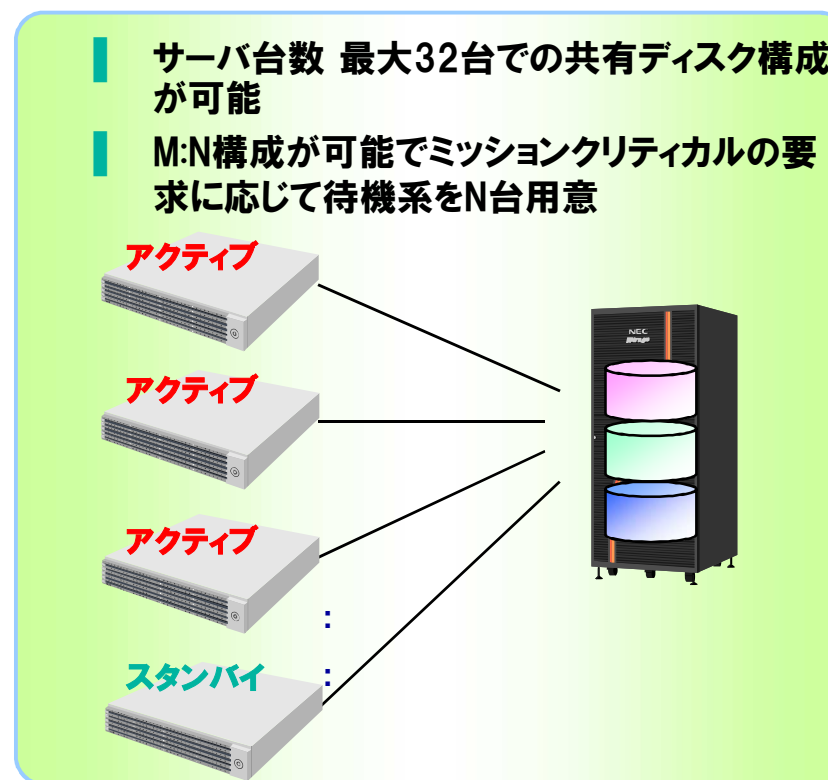 サーバ台数 最大32台での共有ディスク構成
が可能
M:N構成が可能でミッションクリティカルの要
求に応じて待機系をN台用意
アクティブ
NEC
アクティブ
アクティブ
:
スタンバイ :